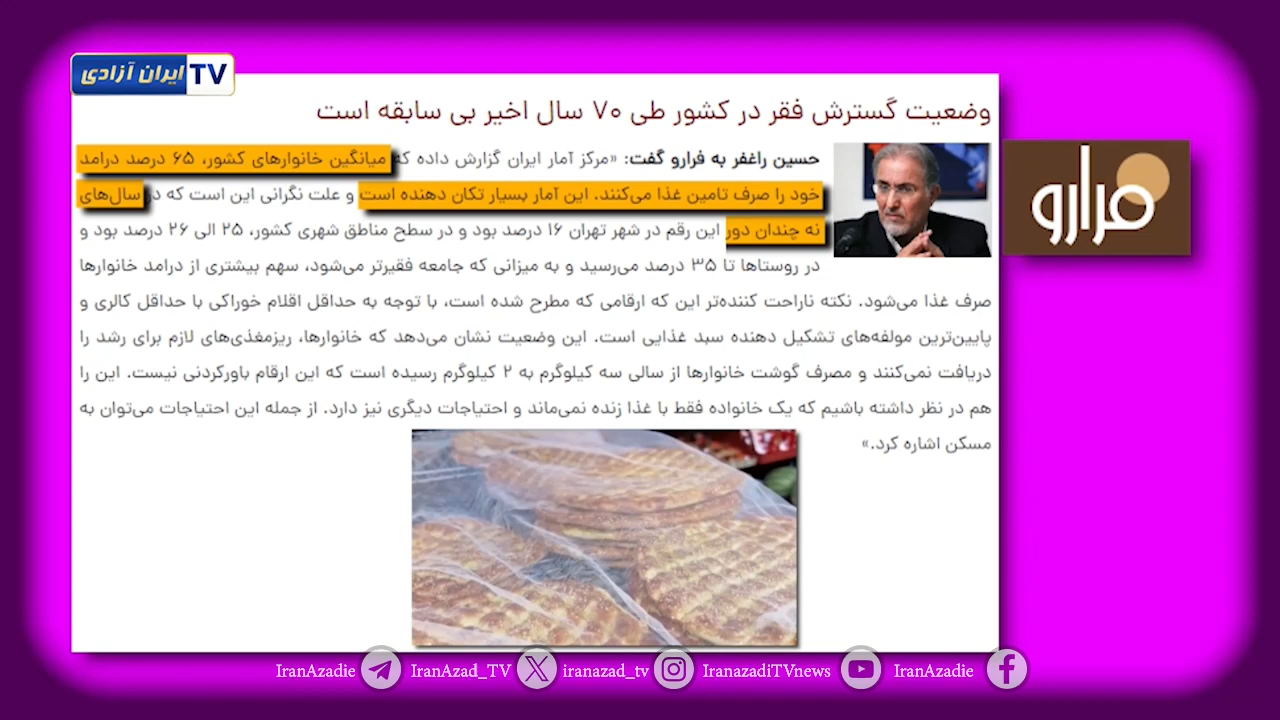 ایران آزادی TV
وضعیت گسترش فقر در کشور طی ۷۰ سال اخیر بی سابقه است
حسین راغفر به فرارو گفت: «مرکز آمار ایران گزارش داده که میانگین خانوارهای کشور، ۶۵ درصد درامد
خود را صرف تامین غذا می‌کنند. این آمار بسیار تکان دهنده است و علت نگرانی این است که در سال‌های
نه چندان دور این رقم در شهر تهران ۱۶ درصد بود و در سطح مناطق شهری کشور، ۲۵ الی ۲۶ درصد بود و
در روستاها تا ۳۵ درصد می‌رسید و به میزانی که جامعه فقیرتر می‌شود، سهم بیشتری از درامد خانوارها
صرف غذا می‌شود. نکته ناراحت کننده‌تر این که ارقامی که مطرح شده است، با توجه به حداقل اقلام خوراکی با حداقل کالری و
پایین‌ترین مولفه‌های تشکیل دهنده سبد غذایی است. این وضعیت نشان می‌دهد که خانوارها، ریزمغذی‌های لازم برای رشد را
دریافت نمی‌کنند و مصرف گوشت خانوارها از سالی سه کیلوگرم به ۲ کیلوگرم رسیده است که این ارقام باورکردنی نیست. این را
هم در نظر داشته باشیم که یک خانواده فقط با غذا زنده نمی‌ماند و احتیاجات دیگری نیز دارد. از جمله این احتیاجات می‌توان به
مسکن اشاره کرد.»
فرارو
IranAzadie IranAzad_TV iranazad_tv IranazadiTVnews IranAzadie